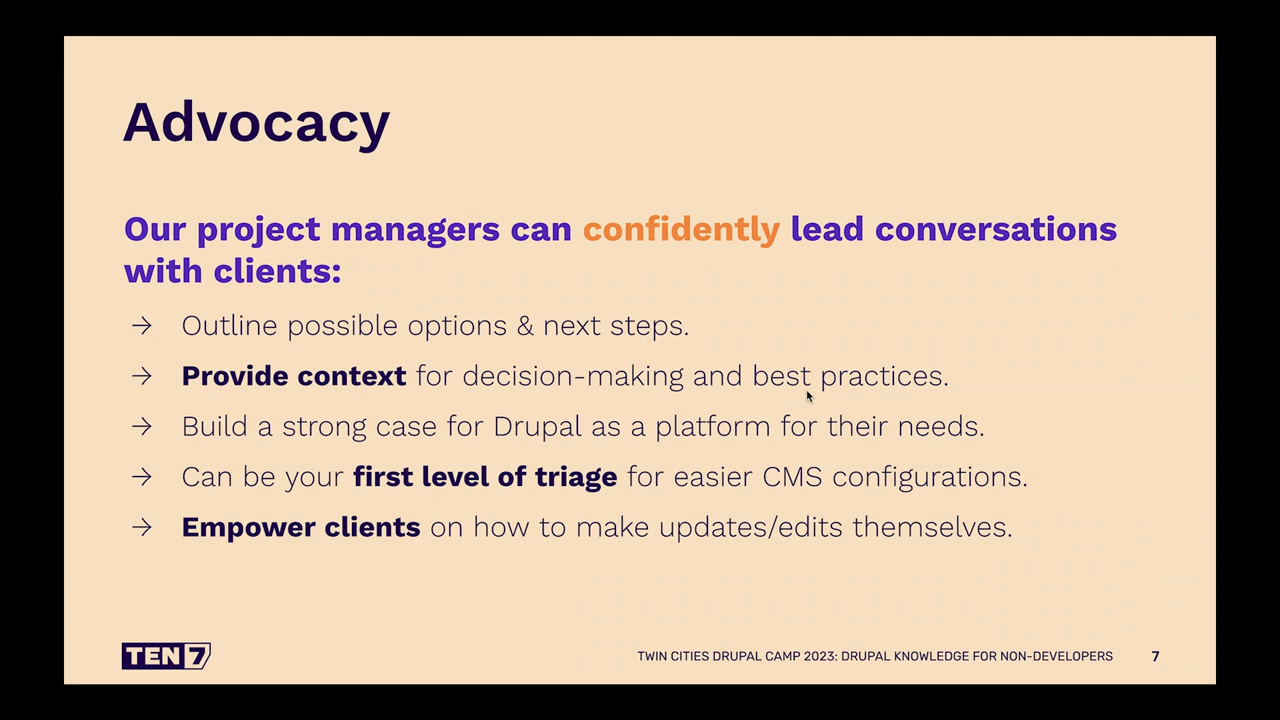 Advocacy
Our project managers can confidently lead conversations
with clients:
→ Outline possible options & next steps.
→ Provide context for decision-making and best practices.
→ Build a strong case for Drupal as a platform for their needs.
→ Can be your first level of triage for easier CMS configurations.
→ Empower clients on how to make updates/edits themselves.
TEN7
TWIN CITIES DRUPAL CAMP 2023: DRUPAL KNOWLEDGE FOR NON-DEVELOPERS 7